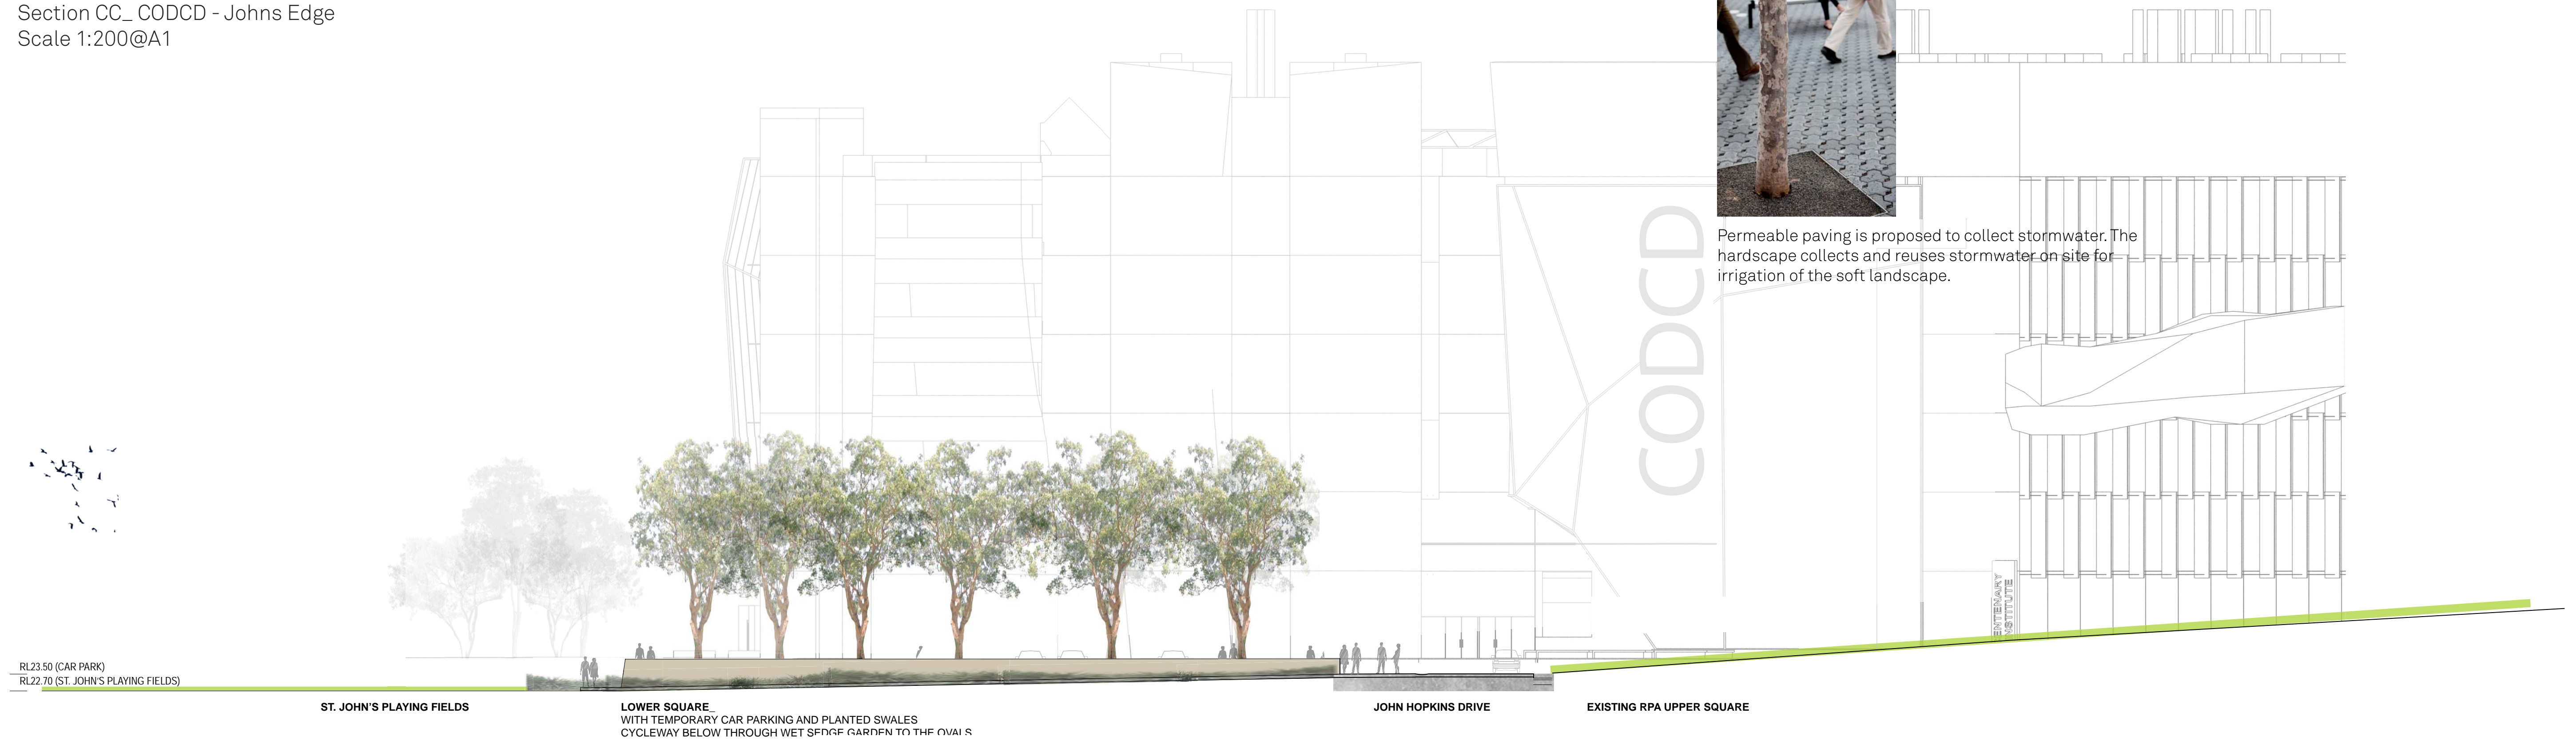 Section CC_ CODCD - Johns Edge
Scale 1:200@A1
CODCD
Permeable paving is proposed to collect stormwater. The
hardscape collects and reuses stormwater on site for
irrigation of the soft landscape.
ENTENARY
NSTITUTE
RL23.50 (CAR PARK)
RL22.70 (ST. JOHN'S PLAYING FIELDS)
ST. JOHN'S PLAYING FIELDS
LOWER SQUARE_
WITH TEMPORARY CAR PARKING AND PLANTED SWALES
CYCLEWAY BELOW THROUGH WET SEDGE GARDEN TO THE OVALS
JOHN HOPKINS DRIVE
EXISTING RPA UPPER SQUARE